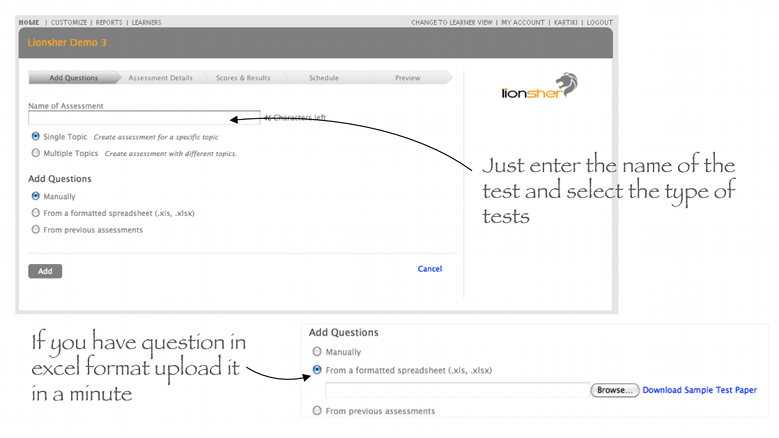 HOME | CUSTOMIZE | REPORTS | LEARNERS
CHANGE TO LEARNER VIEW | MY ACCOUNT | KARTIKI | LOGOUT
Lionsher Demo 3
Add Questions
Assessment Details
Scores & Results
Schedule
Preview
lionsher
Name of Assessment
Characters left
Single Topic Create assessment for a specific topic
Multiple Topics Create assessment with different topics.
Just enter the name of the
test and select the type of
tests
Add Questions
Manually
From a formatted spreadsheet (.xls, .xlsx)
From previous assessments
Add
Cancel
If you have question in
excel format upload it
in a minute
Add Questions
Manually
From a formatted spreadsheet (.xls, .xlsx)
Browse... Download Sample Test Paper
From previous assessments